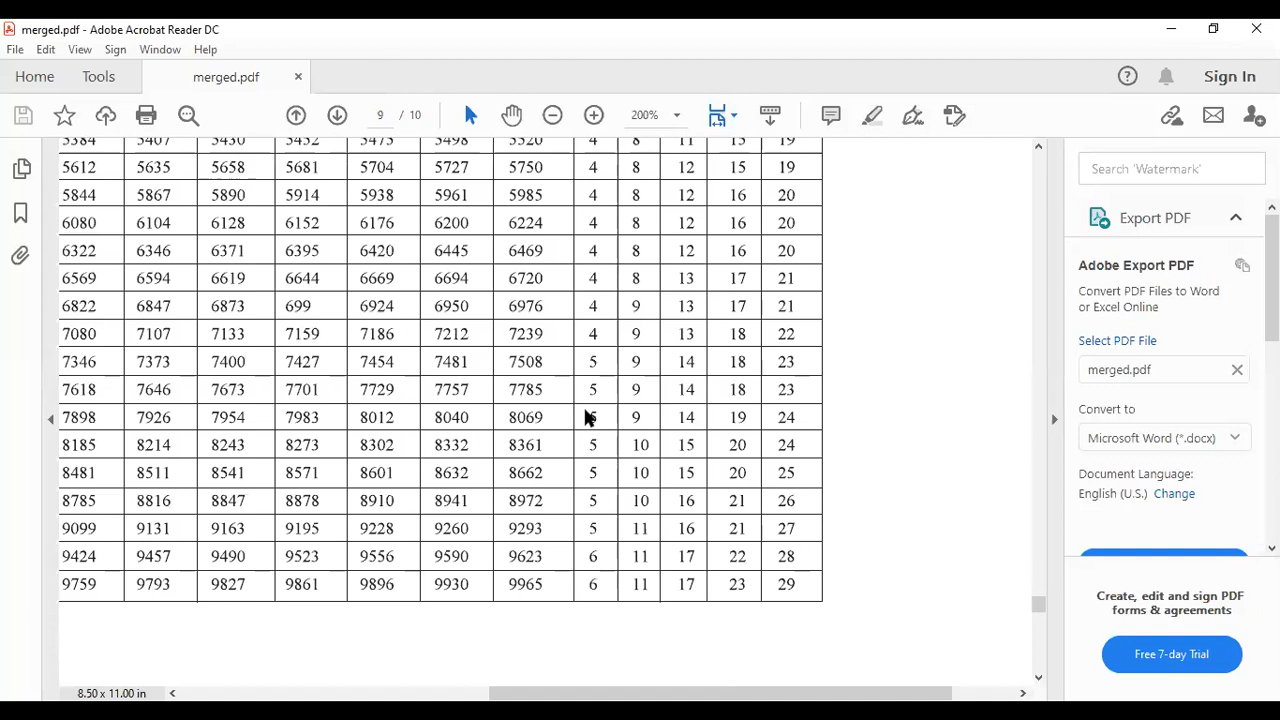 merged.pdf - Adobe Acrobat Reader DC
File Edit View Sign Window Help
Home Tools merged.pdf × Sign In
9 / 10 200%
5384 5407 5430 5452 5475 5498 5520 4 8 11 15 19
5612 5635 5658 5681 5704 5727 5750 4 8 12 15 19
5844 5867 5890 5914 5938 5961 5985 4 8 12 16 20
6080 6104 6128 6152 6176 6200 6224 4 8 12 16 20
6322 6346 6371 6395 6420 6445 6469 4 8 12 16 20
6569 6594 6619 6644 6669 6694 6720 4 8 13 17 21
6822 6847 6873 699 6924 6950 6976 4 9 13 17 21
7080 7107 7133 7159 7186 7212 7239 4 9 13 18 22
7346 7373 7400 7427 7454 7481 7508 5 9 14 18 23
7618 7646 7673 7701 7729 7757 7785 5 9 14 18 23
7898 7926 7954 7983 8012 8040 8069 9 14 19 24
8185 8214 8243 8273 8302 8332 8361 5 10 15 20 24
8481 8511 8541 8571 8601 8632 8662 5 10 15 20 25
8785 8816 8847 8878 8910 8941 8972 5 10 16 21 26
9099 9131 9163 9195 9228 9260 9293 5 11 16 21 27
9424 9457 9490 9523 9556 9590 9623 6 11 17 22 28
9759 9793 9827 9861 9896 9930 9965 6 11 17 23 29
8.50 x 11.00 in
Search 'Watermark'
Export PDF
Adobe Export PDF
Convert PDF Files to Word
or Excel Online
Select PDF File
merged.pdf
Convert to
Microsoft Word (*.docx)
Document Language:
English (U.S.) Change
Create, edit and sign PDF
forms & agreements
Free 7-day Trial